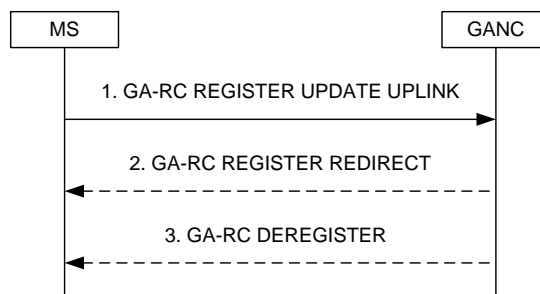 MS
GANC
1. GA-RC REGISTER UPDATE UPLINK
2. GA-RC REGISTER REDIRECT
3. GA-RC DEREGISTER